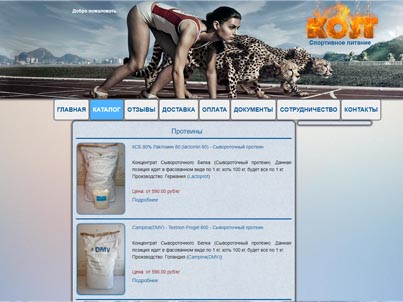 Добро пожаловать
КОЛ
Спортивное питание
ГЛАВНАЯ КАТАЛОГ ОТЗЫВЫ ДОСТАВКА ОПЛАТА ДОКУМЕНТЫ СОТРУДНИЧЕСТВО КОНТАКТЫ
Протеины
КСБ 80% Лактомин 80 (lactomin 80) - Сывороточный протеин
Концентрат Сывороточного Белка (Сывороточный протеин). Данная
позиция идет в фасованном виде по 1 кг, хоть 100 кг, будет все по 1 кг.
Производство: Германия (Lactoprot)
Цена: от 590.00 руб/кг
Подробнее
Campina(DMV) - Textrion-Progel 800 - Сывороточный протеин
DMV
Концентрат Сывороточного Белка (Сывороточный протеин). Данная
позиция идет в фасованном виде по 1 кг, хоть 100 кг, будет все по 1 кг.
Производство: Голландия (Campina(DMV))
Цена: от 590.00 руб/кг
Подробнее